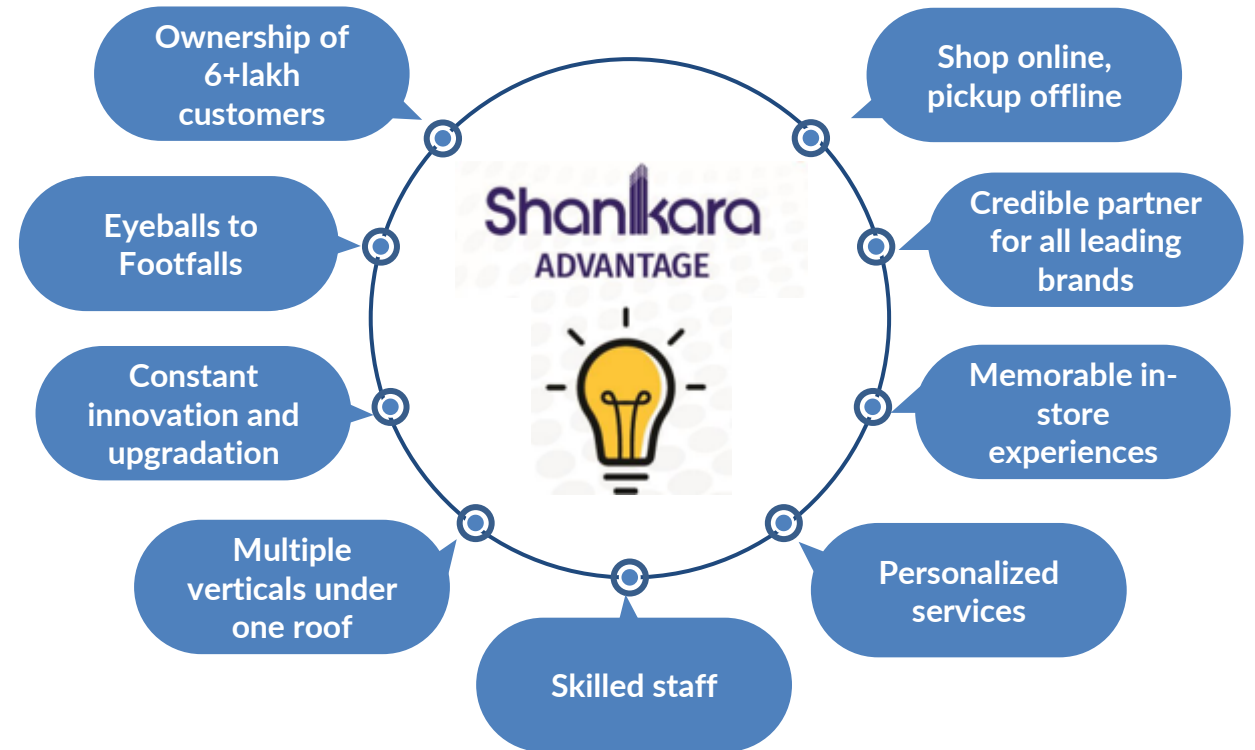 Ownership of
6+lakh
customers
Shop online,
pickup offline
Eyeballs to
Footfalls
Credible partner
for all leading
brands
Shankara
ADVANTAGE
Constant
innovation and
upgradation
Memorable in-
store
experiences
Multiple
verticals under
one roof
Personalized
services
Skilled staff